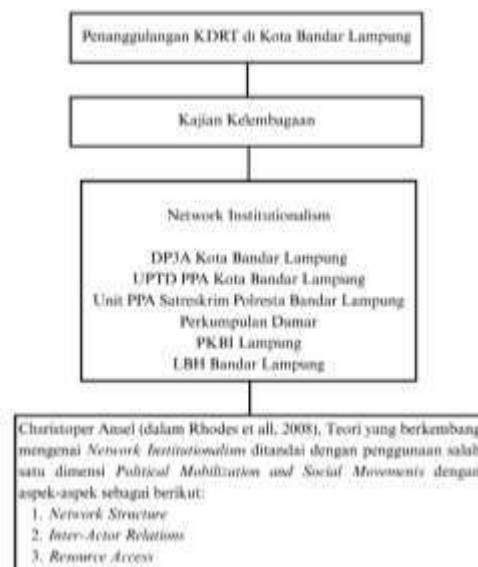 Penanggulangan KDRT di Kota Bandar Lampung
Kajian Kelembagaan
Network Institutionalism
DP3A Kota Bandar Lampung
UPTD PPA Kota Bandar Lampung
Unit PPA Satreskrim Polresta Bandar Lampung
Perkumpulan Damar
PKBI Lampung
LBH Bandar Lampung
Charistoper Ansel (dalam Rhodes et all, 2008), Teori yang berkembang
mengenai Network Institutionalism ditandai dengan penggunaan salah
satu dimensi Political Mobilization and Social Movements dengan
aspek-aspek sebagai berikut:
1. Network Structure
2. Inter-Actor Relations
3. Resource Access